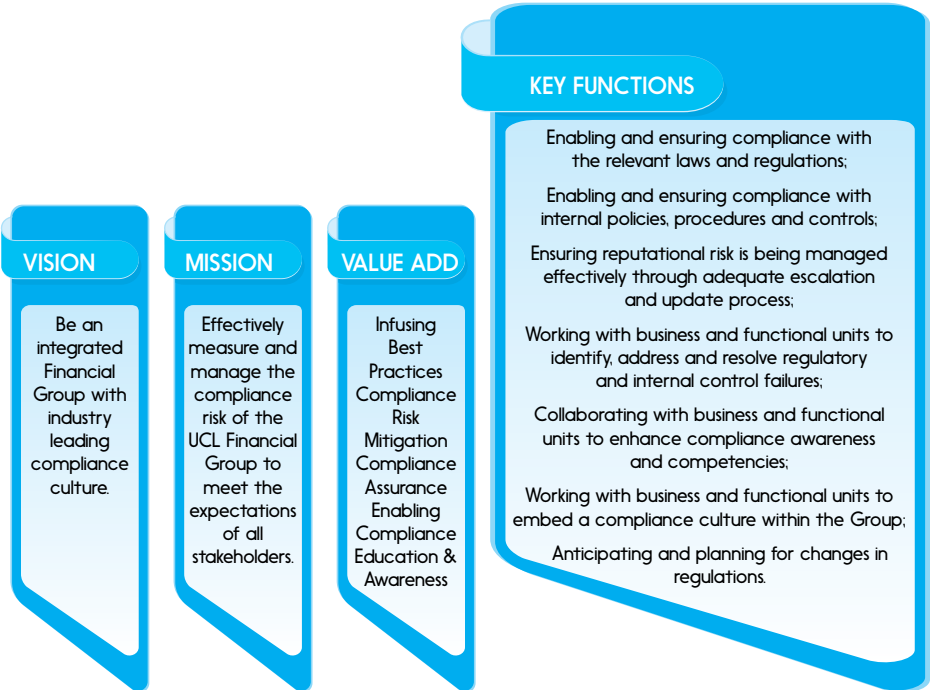 VISION
Be an
integrated
Financial
Group with
industry
leading
compliance
culture.
MISSION
Effectively
measure and
manage the
compliance
risk of the
UCL Financial
Group to
meet the
expectations
of all
stakeholders.
VALUE ADD
Infusing
Best
Practices
Compliance
Risk
Mitigation
Compliance
Assurance
Enabling
Compliance
Education &
Awareness
KEY FUNCTIONS
Enabling and ensuring compliance with
the relevant laws and regulations;
Enabling and ensuring compliance with
internal policies, procedures and controls;
Ensuring reputational risk is being managed
effectively through adequate escalation
and update process;
Working with business and functional units to
identify, address and resolve regulatory
and internal control failures;
Collaborating with business and functional
units to enhance compliance awareness
and competencies;
Working with business and functional units to
embed a compliance culture within the Group;
Anticipating and planning for changes in
regulations.